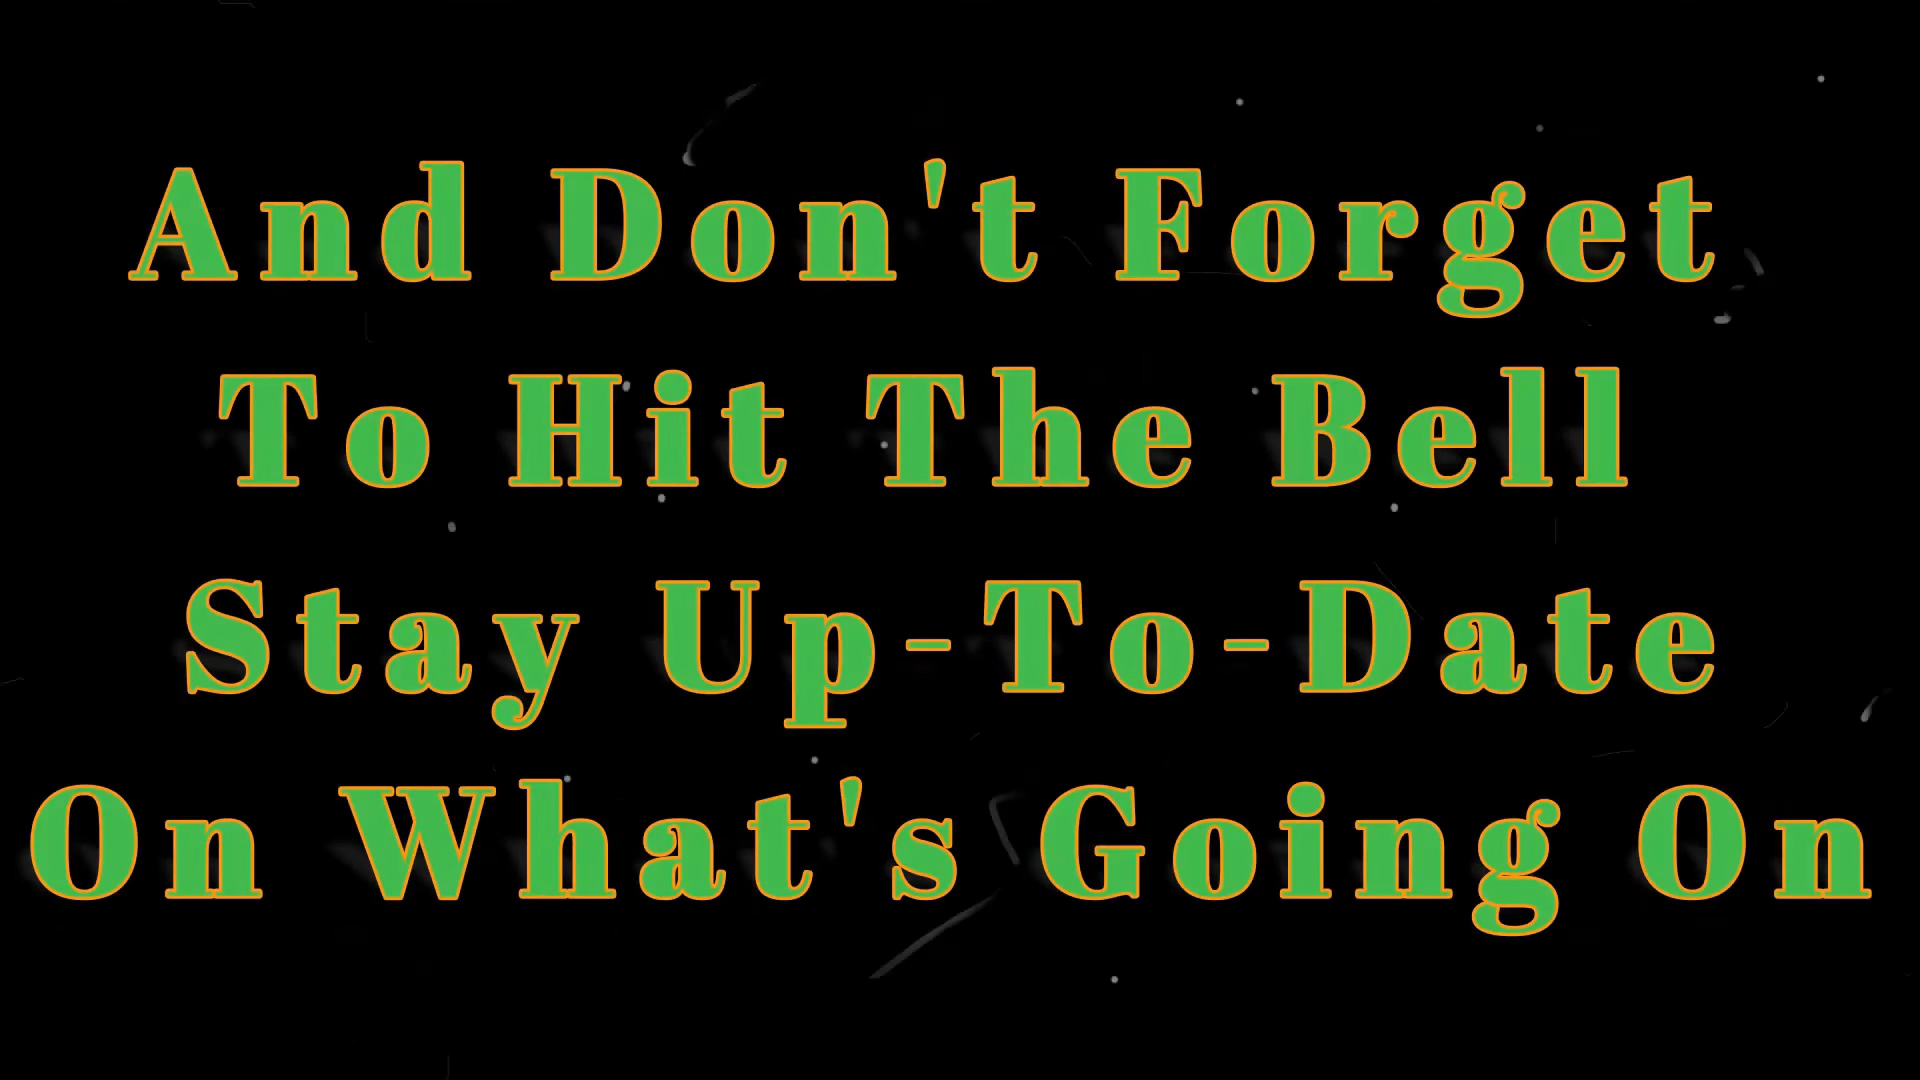 And Don't Forget
To Hit The Bell
Stay Up-To-Date
On What's Going On